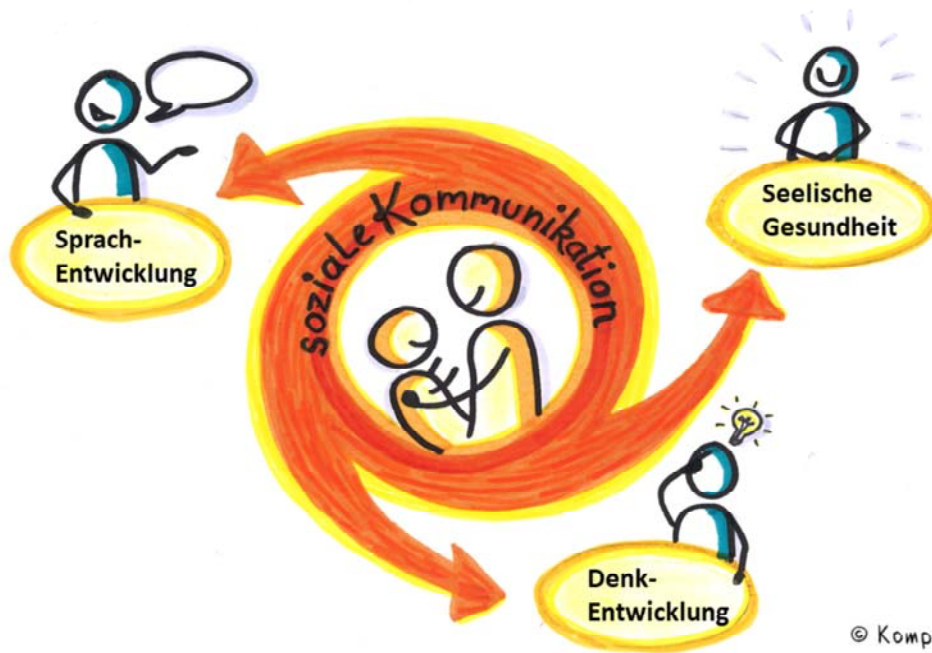 soziale Kommunikation
Sprach-
Entwicklung
Seelische
Gesundheit
Denk-
Entwicklung
© Komp